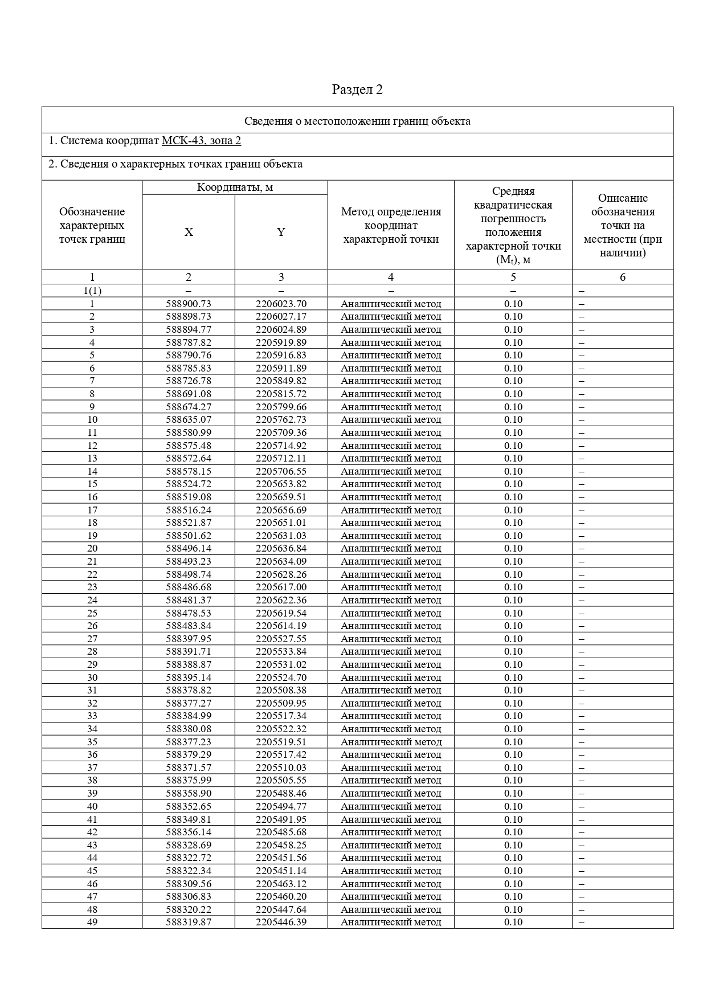 Раздел 2
Сведения о местоположении границ объекта
1. Система координат МСК-43, зона 2
2. Сведения о характерных точках границ объекта
Обозначение характерных точек границ
Координаты, м
X
Y
Метод определения координат характерной точки
Средняя квадратическая погрешность положения характерной точки (Mt), м
Описание обозначения точки на местности (при наличии)
1 2 3 4 5 6
1(1) – – – – –
1 588900.73 2206023.70 Аналитический метод 0.10 –
2 588898.73 2206027.17 Аналитический метод 0.10 –
3 588894.77 2206024.89 Аналитический метод 0.10 –
4 588787.82 2205919.89 Аналитический метод 0.10 –
5 588790.76 2205916.83 Аналитический метод 0.10 –
6 588785.83 2205911.89 Аналитический метод 0.10 –
7 588726.78 2205849.82 Аналитический метод 0.10 –
8 588691.08 2205815.72 Аналитический метод 0.10 –
9 588674.27 2205799.66 Аналитический метод 0.10 –
10 588635.07 2205762.73 Аналитический метод 0.10 –
11 588580.99 2205709.36 Аналитический метод 0.10 –
12 588575.48 2205714.92 Аналитический метод 0.10 –
13 588572.64 2205712.11 Аналитический метод 0.10 –
14 588578.15 2205706.55 Аналитический метод 0.10 –
15 588524.72 2205653.82 Аналитический метод 0.10 –
16 588519.08 2205659.51 Аналитический метод 0.10 –
17 588516.24 2205656.69 Аналитический метод 0.10 –
18 588521.87 2205651.01 Аналитический метод 0.10 –
19 588501.62 2205631.03 Аналитический метод 0.10 –
20 588496.14 2205636.84 Аналитический метод 0.10 –
21 588493.23 2205634.09 Аналитический метод 0.10 –
22 588498.74 2205628.26 Аналитический метод 0.10 –
23 588486.68 2205617.00 Аналитический метод 0.10 –
24 588481.37 2205622.36 Аналитический метод 0.10 –
25 588478.53 2205619.54 Аналитический метод 0.10 –
26 588483.84 2205614.19 Аналитический метод 0.10 –
27 588397.95 2205527.55 Аналитический метод 0.10 –
28 588391.71 2205533.84 Аналитический метод 0.10 –
29 588388.87 2205531.02 Аналитический метод 0.10 –
30 588395.14 2205524.70 Аналитический метод 0.10 –
31 588378.82 2205508.38 Аналитический метод 0.10 –
32 588377.27 2205509.95 Аналитический метод 0.10 –
33 588384.99 2205517.34 Аналитический метод 0.10 –
34 588380.08 2205522.32 Аналитический метод 0.10 –
35 588377.23 2205519.51 Аналитический метод 0.10 –
36 588379.29 2205517.42 Аналитический метод 0.10 –
37 588371.57 2205510.03 Аналитический метод 0.10 –
38 588375.99 2205505.55 Аналитический метод 0.10 –
39 588358.90 2205488.46 Аналитический метод 0.10 –
40 588352.65 2205494.77 Аналитический метод 0.10 –
41 588349.81 2205491.95 Аналитический метод 0.10 –
42 588356.14 2205485.68 Аналитический метод 0.10 –
43 588328.69 2205458.25 Аналитический метод 0.10 –
44 588322.72 2205451.56 Аналитический метод 0.10 –
45 588322.34 2205451.14 Аналитический метод 0.10 –
46 588309.56 2205463.12 Аналитический метод 0.10 –
47 588306.83 2205460.20 Аналитический метод 0.10 –
48 588320.22 2205447.64 Аналитический метод 0.10 –
49 588319.87 2205446.39 Аналитический метод 0.10 –